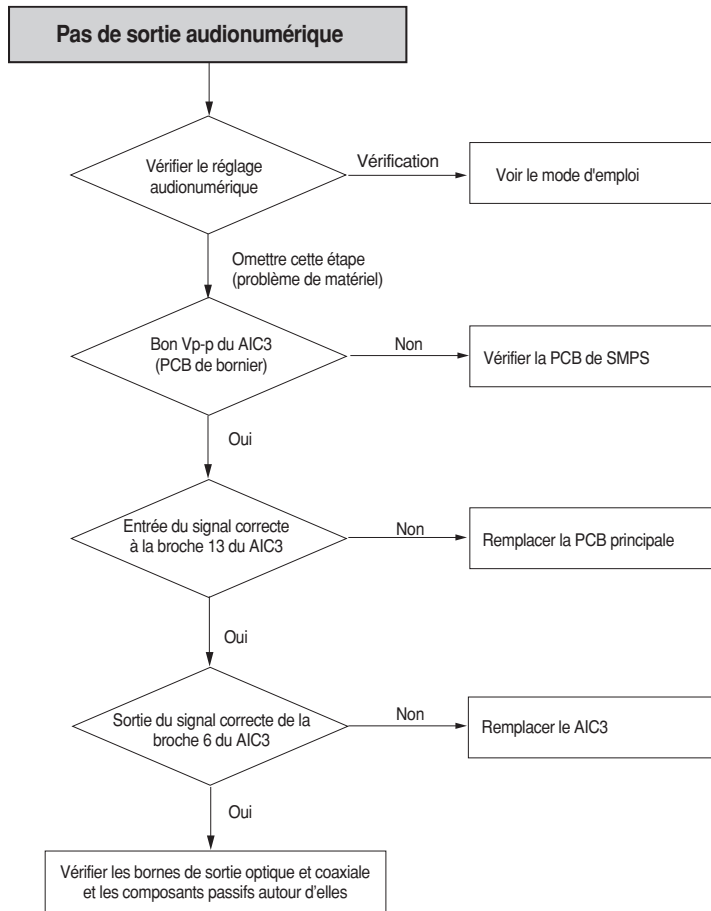 Pas de sortie audionumérique
Vérifier le réglage
audionumérique
Vérification
Voir le mode d'emploi
Omettre cette étape
(problème de matériel)
Bon Vp-p du AIC3
(PCB de bornier)
Non
Vérifier la PCB de SMPS
Oui
Entrée du signal correcte
à la broche 13 du AIC3
Non
Remplacer la PCB principale
Oui
Sortie du signal correcte de la
broche 6 du AIC3
Non
Remplacer le AIC3
Oui
Vérifier les bornes de sortie optique et coaxiale
et les composants passifs autour d'elles